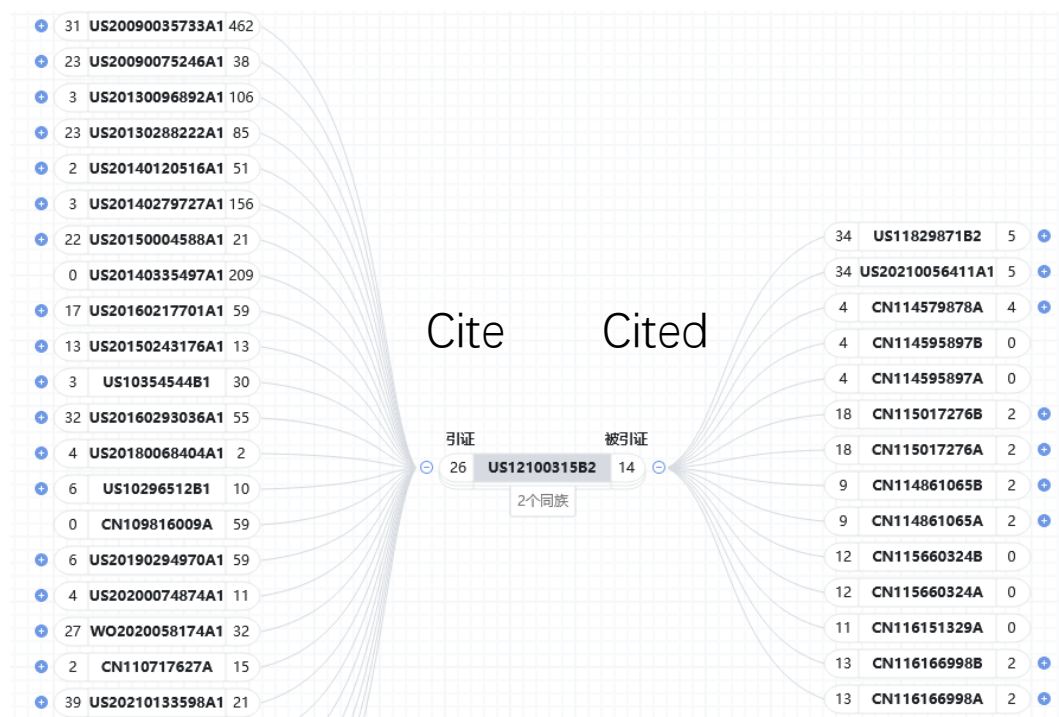 31 US20090035733A1 462
23 US20090075246A1 38
3 US20130096892A1 106
23 US20130288222A1 85
2 US20140120516A1 51
3 US20140279727A1 156
22 US20150004588A1 21
0 US20140335497A1 209
17 US20160217701A1 59
13 US20150243176A1 13
3 US10354544B1 30
32 US20160293036A1 55
4 US20180068404A1 2
6 US10296512B1 10
0 CN109816009A 59
6 US20190294970A1 59
4 US20200074874A1 11
27 WO2020058174A1 32
2 CN110717627A 15
39 US20210133598A1 21
Cite
Cited
引证
被引证
26 US12100315B2 14
2个同族
34 US11829871B2 5
34 US20210056411A1 5
4 CN114579878A 4
4 CN114595897B 0
4 CN114595897A 0
18 CN115017276B 2
18 CN115017276A 2
9 CN114861065B 2
9 CN114861065A 2
12 CN115660324B 0
12 CN115660324A 0
11 CN116151329A 0
13 CN116166998B 2
13 CN116166998A 2